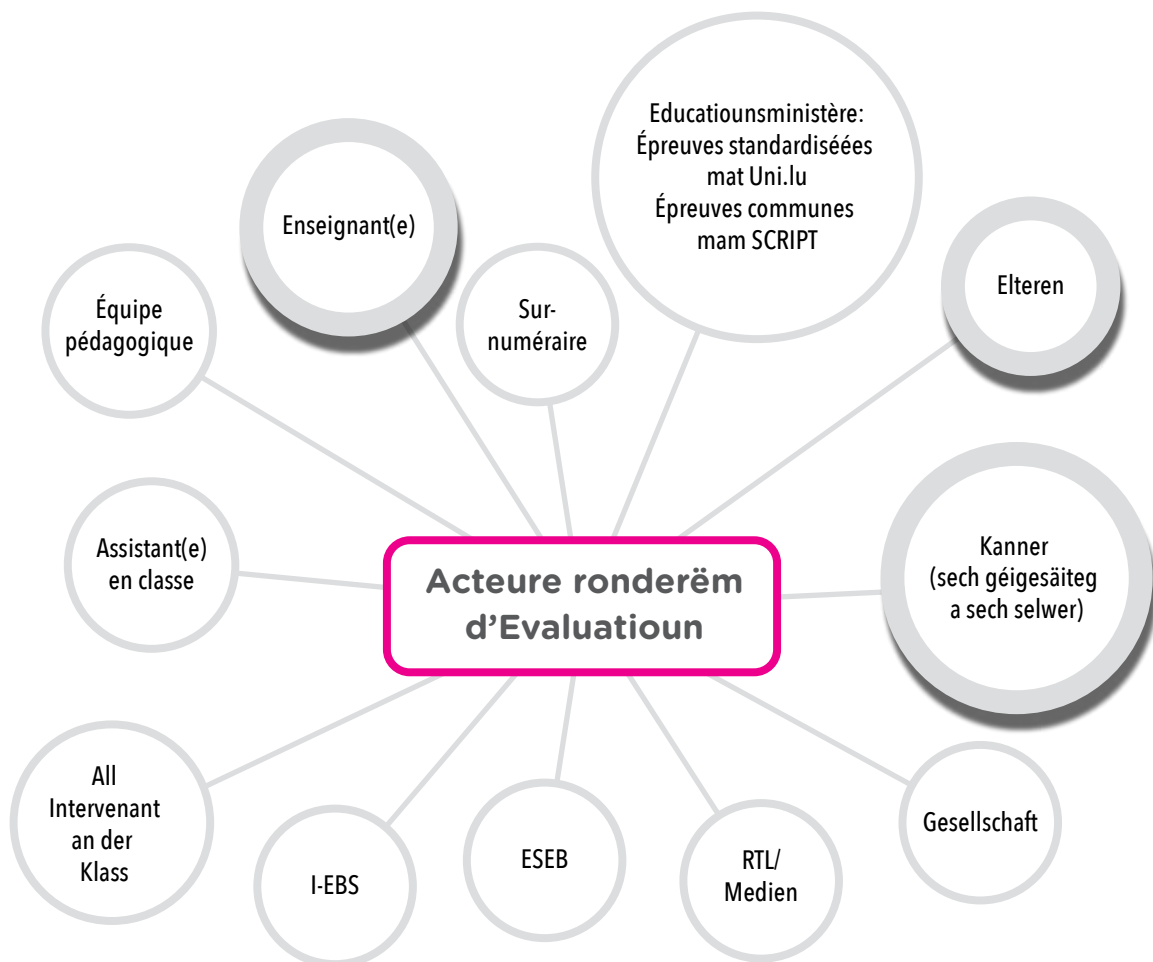 Educatiounsministère:
Épreuves standardiséées
mat Uni.lu
Épreuves communes
mam SCRIPT
Enseignant(e)
Elteren
Équipe
pédagogique
Sur-
numéraire
Assistant(e)
en classe
Acteure ronderëm
d’Evaluatioun
Kanner
(sech géigesäiteg
a sech selwer)
All
Intervenant
an der
Klass
I-EBS
ESEB
RTL/
Medien
Gesellschaft